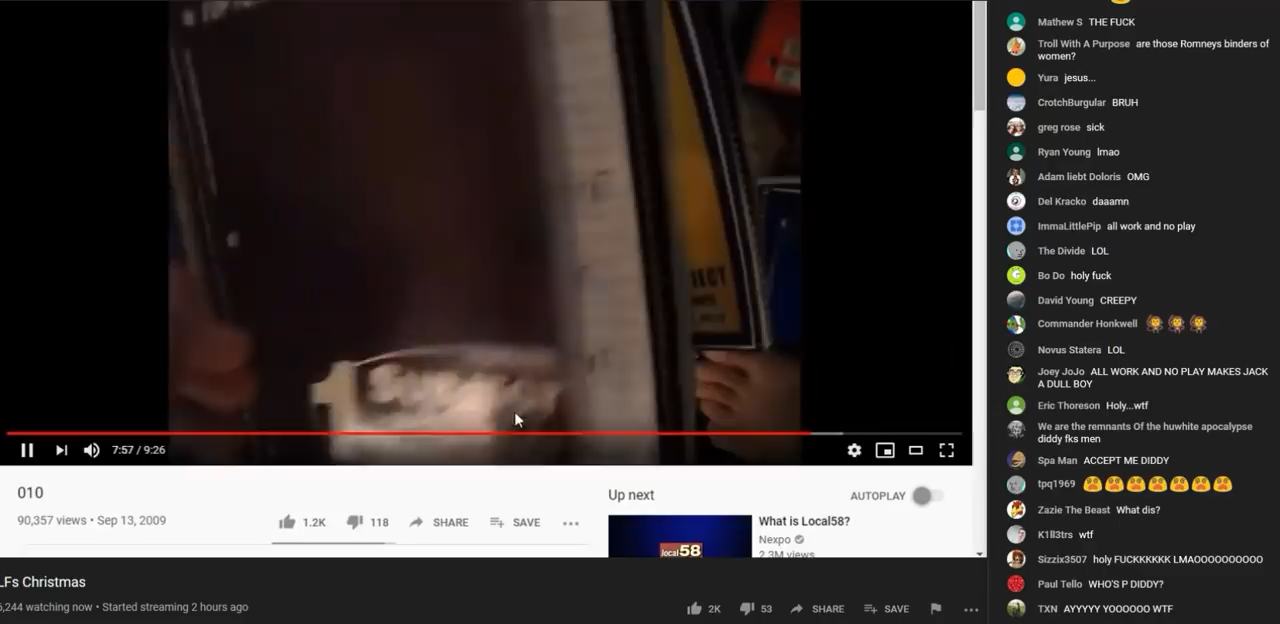 7:57 / 9:26
010
90,357 views • Sep 13, 2009
1.2K
118
SHARE
SAVE
Up next
AUTOPLAY
local 58
What is Local58?
Nexpo
2.3M views
LFs Christmas
6,244 watching now • Started streaming 2 hours ago
2K
53
SHARE
SAVE
Mathew S THE FUCK
Troll With A Purpose are those Romneys binders of
women?
Yura jesus...
CrotchBurgular BRUH
greg rose sick
Ryan Young lmao
Adam liebt Doloris OMG
Del Kracko daaamn
ImmaLittlePip all work and no play
The Divide LOL
Bo Do holy fuck
David Young CREEPY
Commander Honkwell
Novus Statera LOL
Joey JoJo ALL WORK AND NO PLAY MAKES JACK
A DULL BOY
Eric Thoreson Holy...wtf
We are the remnants Of the huwhite apocalypse
diddy fks men
Spa Man ACCEPT ME DIDDY
tpq1969
Zazie The Beast What dis?
K1ll3trs wtf
Sizzix3507 holy FUCKKKKKK LMAOOOOOOOOOO
Paul Tello WHO'S P DIDDY?
TXN AYYYYY YOOOOOO WTF